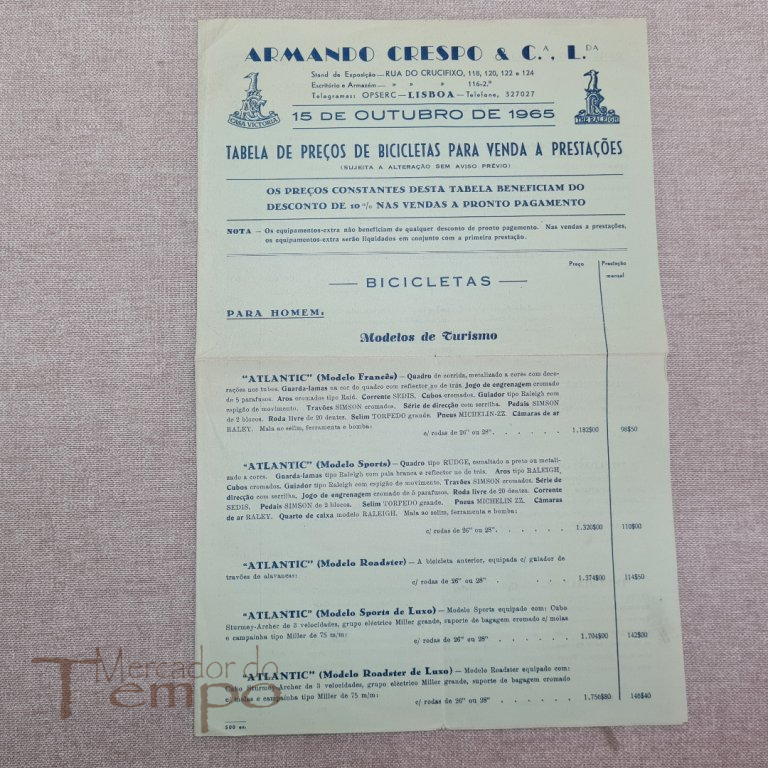 ARMANDO CRESPO & C.A, L.DA
Stand de Exposição — RUA DO CRUCIFIXO, 118, 120, 122 e 124
Escritório e Armazém — » » » 116-2.º
Telegramas: OPSERC — LISBOA — Telefone, 327027
CASA VICTORIA
THE RALEIGH
15 DE OUTUBRO DE 1965
TABELA DE PREÇOS DE BICICLETAS PARA VENDA A PRESTAÇÕES
(SUJEITA A ALTERAÇÃO SEM AVISO PRÉVIO)
OS PREÇOS CONSTANTES DESTA TABELA BENEFICIAM DO
DESCONTO DE 10 % NAS VENDAS A PRONTO PAGAMENTO
NOTA — Os equipamentos-extra não beneficiam de qualquer desconto de pronto pagamento. Nas vendas a prestações,
os equipamentos-extra serão liquidados em conjunto com a primeira prestação.
Preço
Prestação
mensal
— BICICLETAS —
PARA HOMEM:
Modelos de Turismo
"ATLANTIC" (Modelo Francês) — Quadro de corrida, metalizado a cores com deco-
rações nos tubos. Guarda-lamas na cor do quadro com reflector no de trás. Jogo de engrenagem cromado
de 5 parafusos. Aros cromados tipo Raid. Corrente SEDIS. Cubos cromados. Guiador tipo Raleigh com
espigão de movimento. Travões SIMSON cromados. Série de direcção com serrilha. Pedais SIMSON
de 2 blocos. Roda livre de 20 dentes. Selim TORPEDO grande. Pneus MICHELIN-ZZ. Câmaras de ar
RALEY. Mala ao selim, ferramenta e bomba:
c/ rodas de 26" ou 28". . . . . . . 1.182$00 98$50
"ATLANTIC" (Modelo Sports) — Quadro tipo RUDGE, esmaltado a preto ou metali-
zado a cores. Guarda-lamas tipo Raleigh com pala branca e reflector no de trás. Aros tipo RALEIGH,
Cubos cromados. Guiador tipo Raleigh com espigão de movimento. Travões SIMSON cromados. Série de
direcção com serrilha, Jogo de engrenagem cromado de 5 parafusos. Roda livre de 20 dentes. Corrente
SEDIS. Pedais SIMSON de 2 blocos. Selim TORPEDO grande. Pneus MICHELIN ZZ. Câmaras
de ar RALEY. Quarto de caixa modelo RALEIGH. Mala ao selim, ferramenta e bomba:
c/ rodas de 26" ou 28". . . . . . . 1.320$00 110$00
"ATLANTIC" (Modelo Roadster) — A bicicleta anterior, equipada c/ guiador de
travões de alavancas: c/ rodas de 26" ou 28" . . . . . . 1.374$00 114$50
"ATLANTIC" (Modelo Sports de Luxo) — Modelo Sports equipado com: Cubo
Sturmey-Archer de 3 velocidades, grupo eléctrico Miller grande, suporte de bagagem cromado c/ molas
e campainha tipo Miller de 75 m/m: c/ rodas de 26" ou 28" . . . . . . 1.704$00 142$00
"ATLANTIC" (Modelo Roadster de Luxo) — Modelo Roadster equipado com:
Cubo Sturmey-Archer de 3 velocidades, grupo eléctrico Miller grande, suporte de bagagem cromado
c/ molas e campainha tipo Miller de 75 m/m: c/ rodas de 26" ou 28" . . . . . . 1.756$80 146$40
500 ex.
Mercador do
Tempo